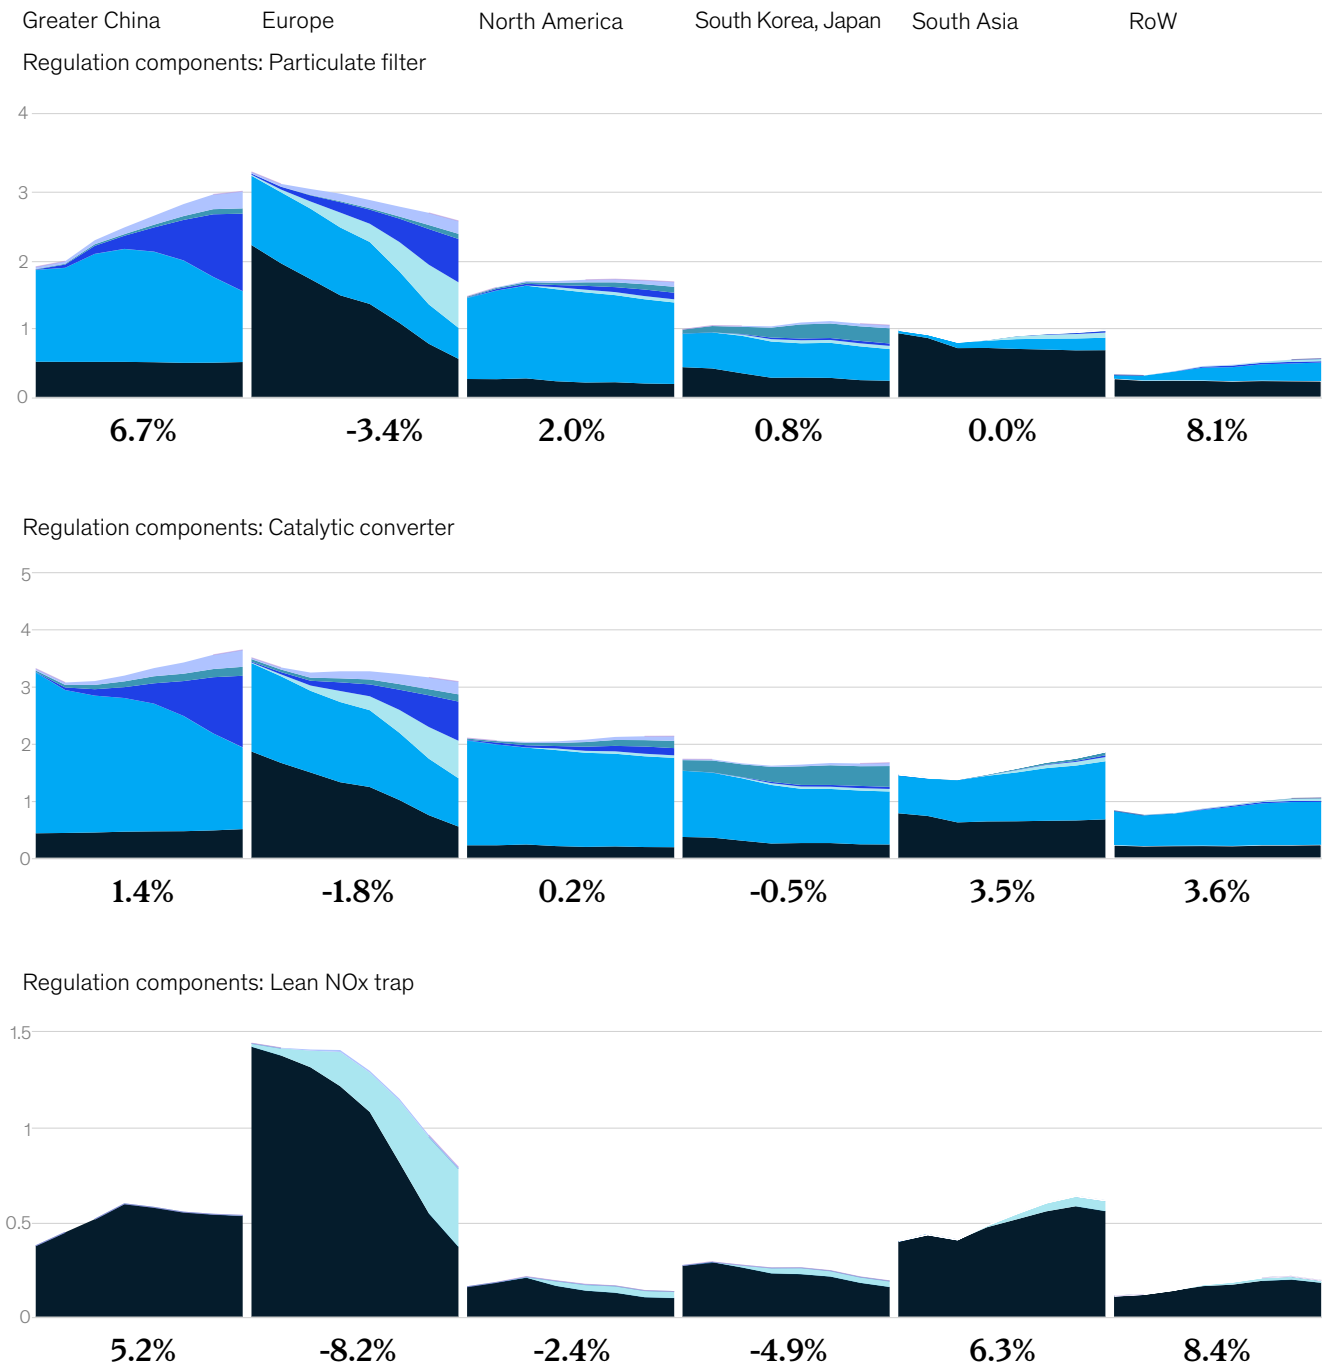 Greater China Europe North America South Korea, Japan South Asia RoW
Regulation components: Particulate filter
4
3
2
1
0
6.7% -3.4% 2.0% 0.8% 0.0% 8.1%
Regulation components: Catalytic converter
5
4
3
2
1
0
1.4% -1.8% 0.2% -0.5% 3.5% 3.6%
Regulation components: Lean NOx trap
1.5
1
0.5
0
5.2% -8.2% -2.4% -4.9% 6.3% 8.4%